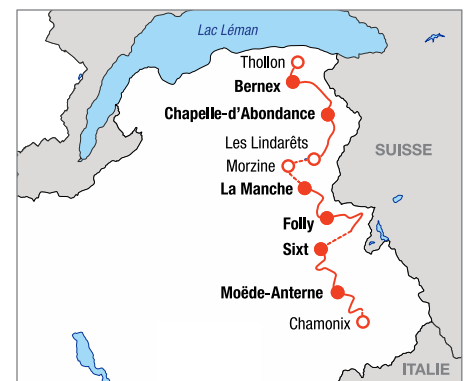 Lac Léman
Thollon
Bernex
Chapelle-d'Abondance
Les Lindarêts
SUISSE
Morzine
La Manche
Folly
Sixt
Moëde-Anterne
Chamonix
ITALIE